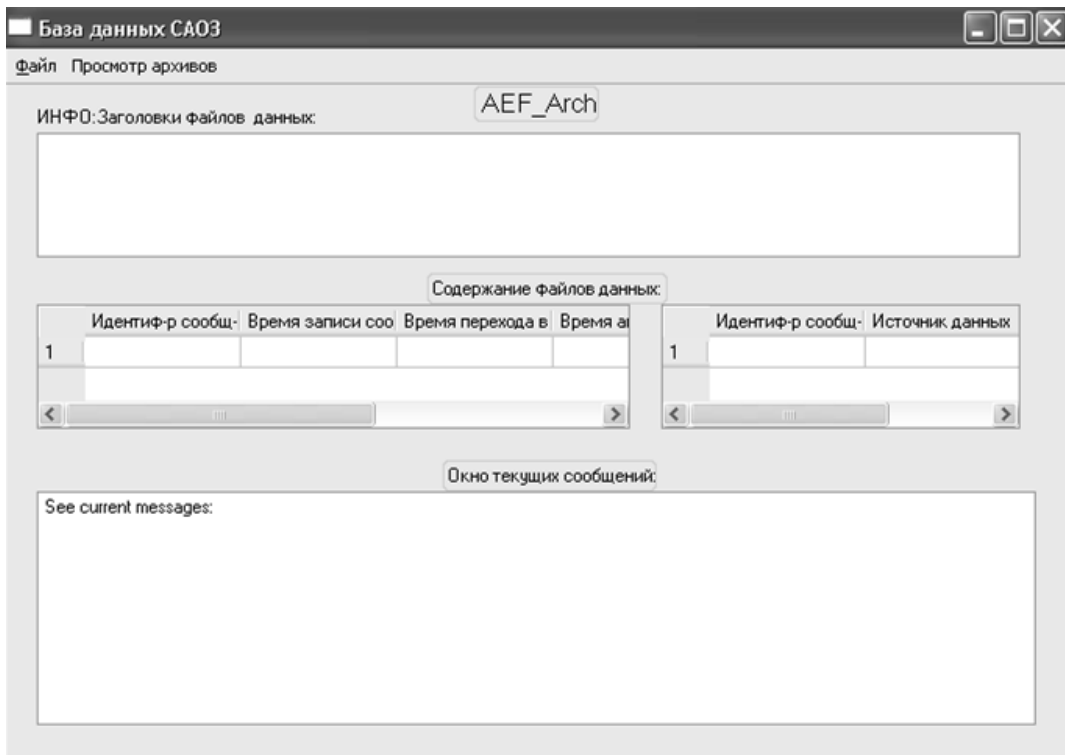 База данных САОЗ
Файл Просмотр архивов
AEF_Arch
ИНФО:Заголовки файлов данных:
Содержание файлов данных:
Идентиф-р сообщ- Время записи соо Время перехода в Время
1
Идентиф-р сообщ- Источник данных
1
Окно текущих сообщений:
See current messages: